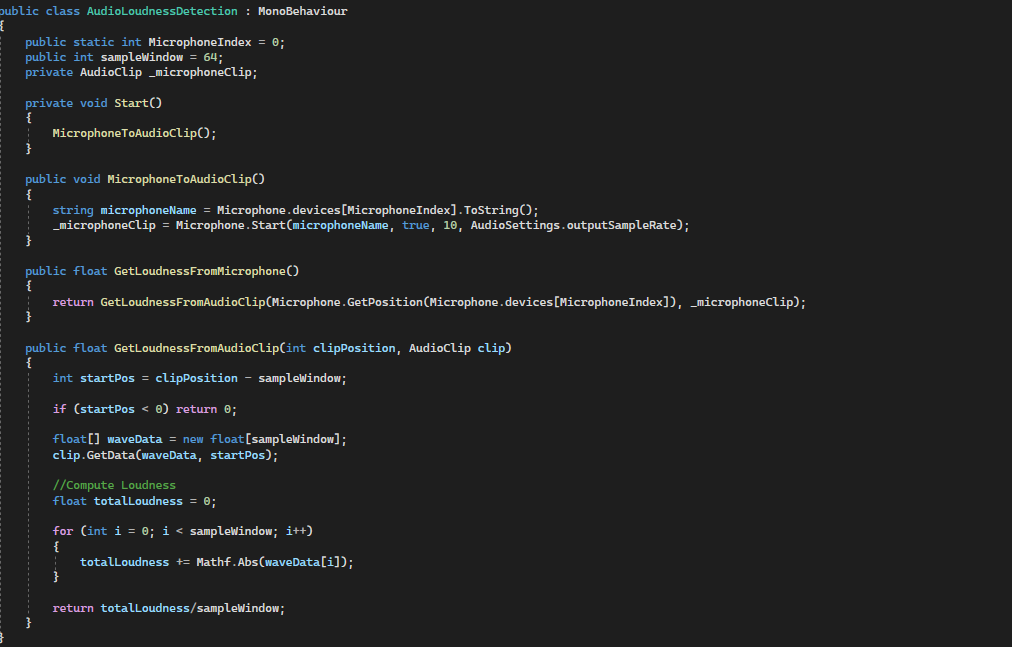 public class AudioLoudnessDetection : MonoBehaviour
{
    public static int MicrophoneIndex = 0;
    public int sampleWindow = 64;
    private AudioClip _microphoneClip;

    private void Start()
    {
        MicrophoneToAudioClip();
    }

    public void MicrophoneToAudioClip()
    {
        string microphoneName = Microphone.devices[MicrophoneIndex].ToString();
        _microphoneClip = Microphone.Start(microphoneName, true, 10, AudioSettings.outputSampleRate);
    }

    public float GetLoudnessFromMicrophone()
    {
        return GetLoudnessFromAudioClip(Microphone.GetPosition(Microphone.devices[MicrophoneIndex]), _microphoneClip);
    }

    public float GetLoudnessFromAudioClip(int clipPosition, AudioClip clip)
    {
        int startPos = clipPosition - sampleWindow;

        if (startPos < 0) return 0;

        float[] waveData = new float[sampleWindow];
        clip.GetData(waveData, startPos);

        //Compute Loudness
        float totalLoudness = 0;

        for (int i = 0; i < sampleWindow; i++)
        {
            totalLoudness += Mathf.Abs(waveData[i]);
        }

        return totalLoudness/sampleWindow;
    }
}